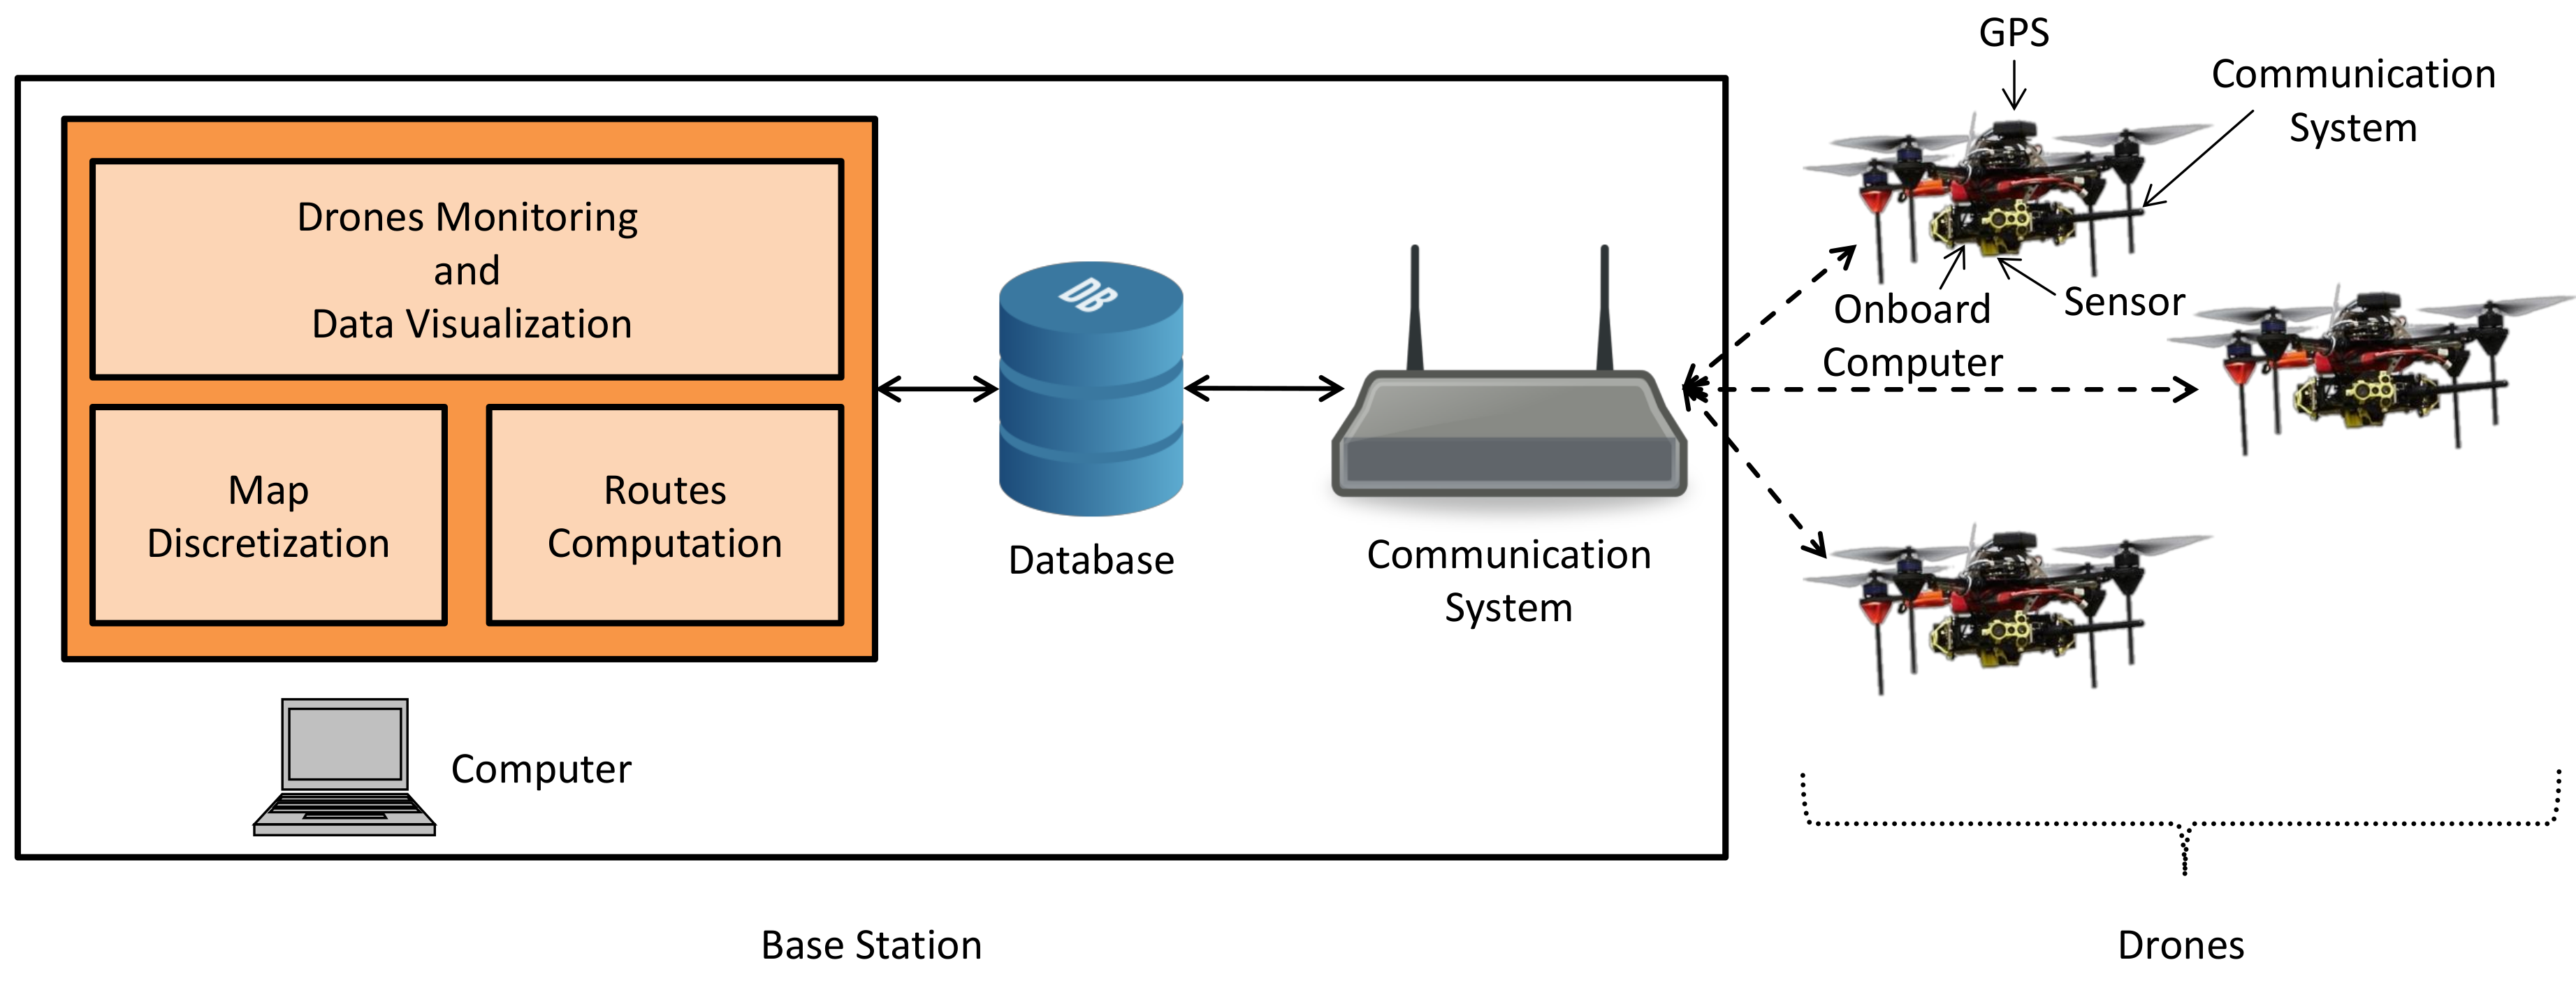 GPS
Communication
System
Drones Monitoring
and
Data Visualization
DB
Onboard
Computer
Sensor
Map
Discretization
Routes
Computation
Database
Communication
System
Computer
Base Station
Drones